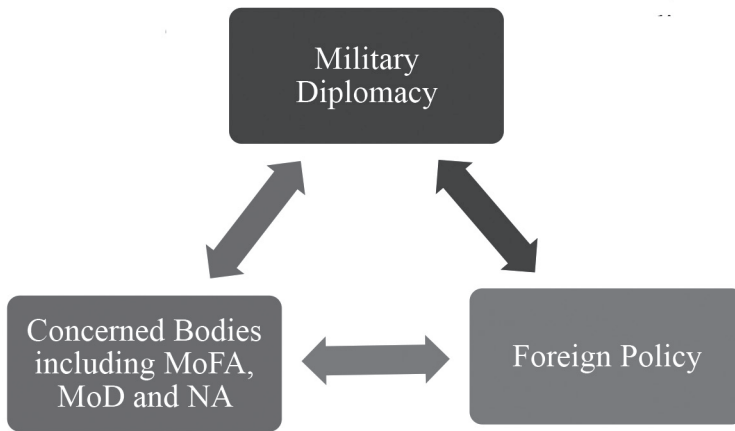 Military
Diplomacy
Concerned Bodies
including MoFA,
MoD and NA
Foreign Policy